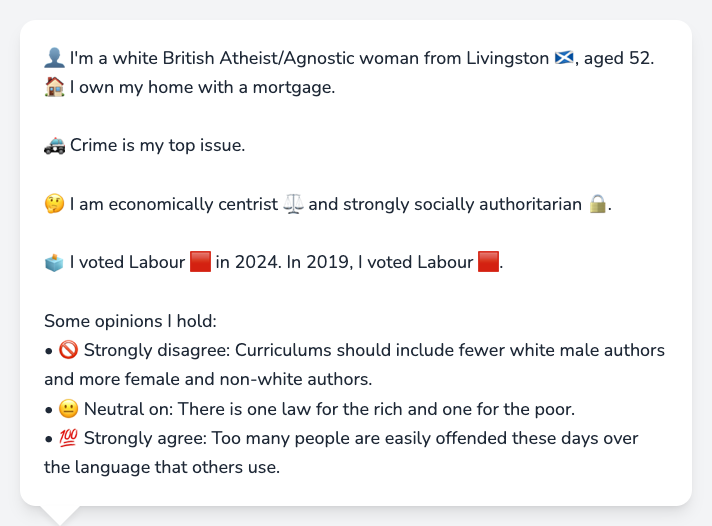 👤 I'm a white British Atheist/Agnostic woman from Livingston 🏴󠁧󠁢󠁳󠁣󠁴󠁿, aged 52.
🏠 I own my home with a mortgage.
🚓 Crime is my top issue.
🤔 I am economically centrist ⚖️ and strongly socially authoritarian 🔒.
🗳️ I voted Labour 🟥 in 2024. In 2019, I voted Labour 🟥.
Some opinions I hold:
• 🚫 Strongly disagree: Curriculums should include fewer white male authors
and more female and non-white authors.
• 😐 Neutral on: There is one law for the rich and one for the poor.
• 💯 Strongly agree: Too many people are easily offended these days over
the language that others use.